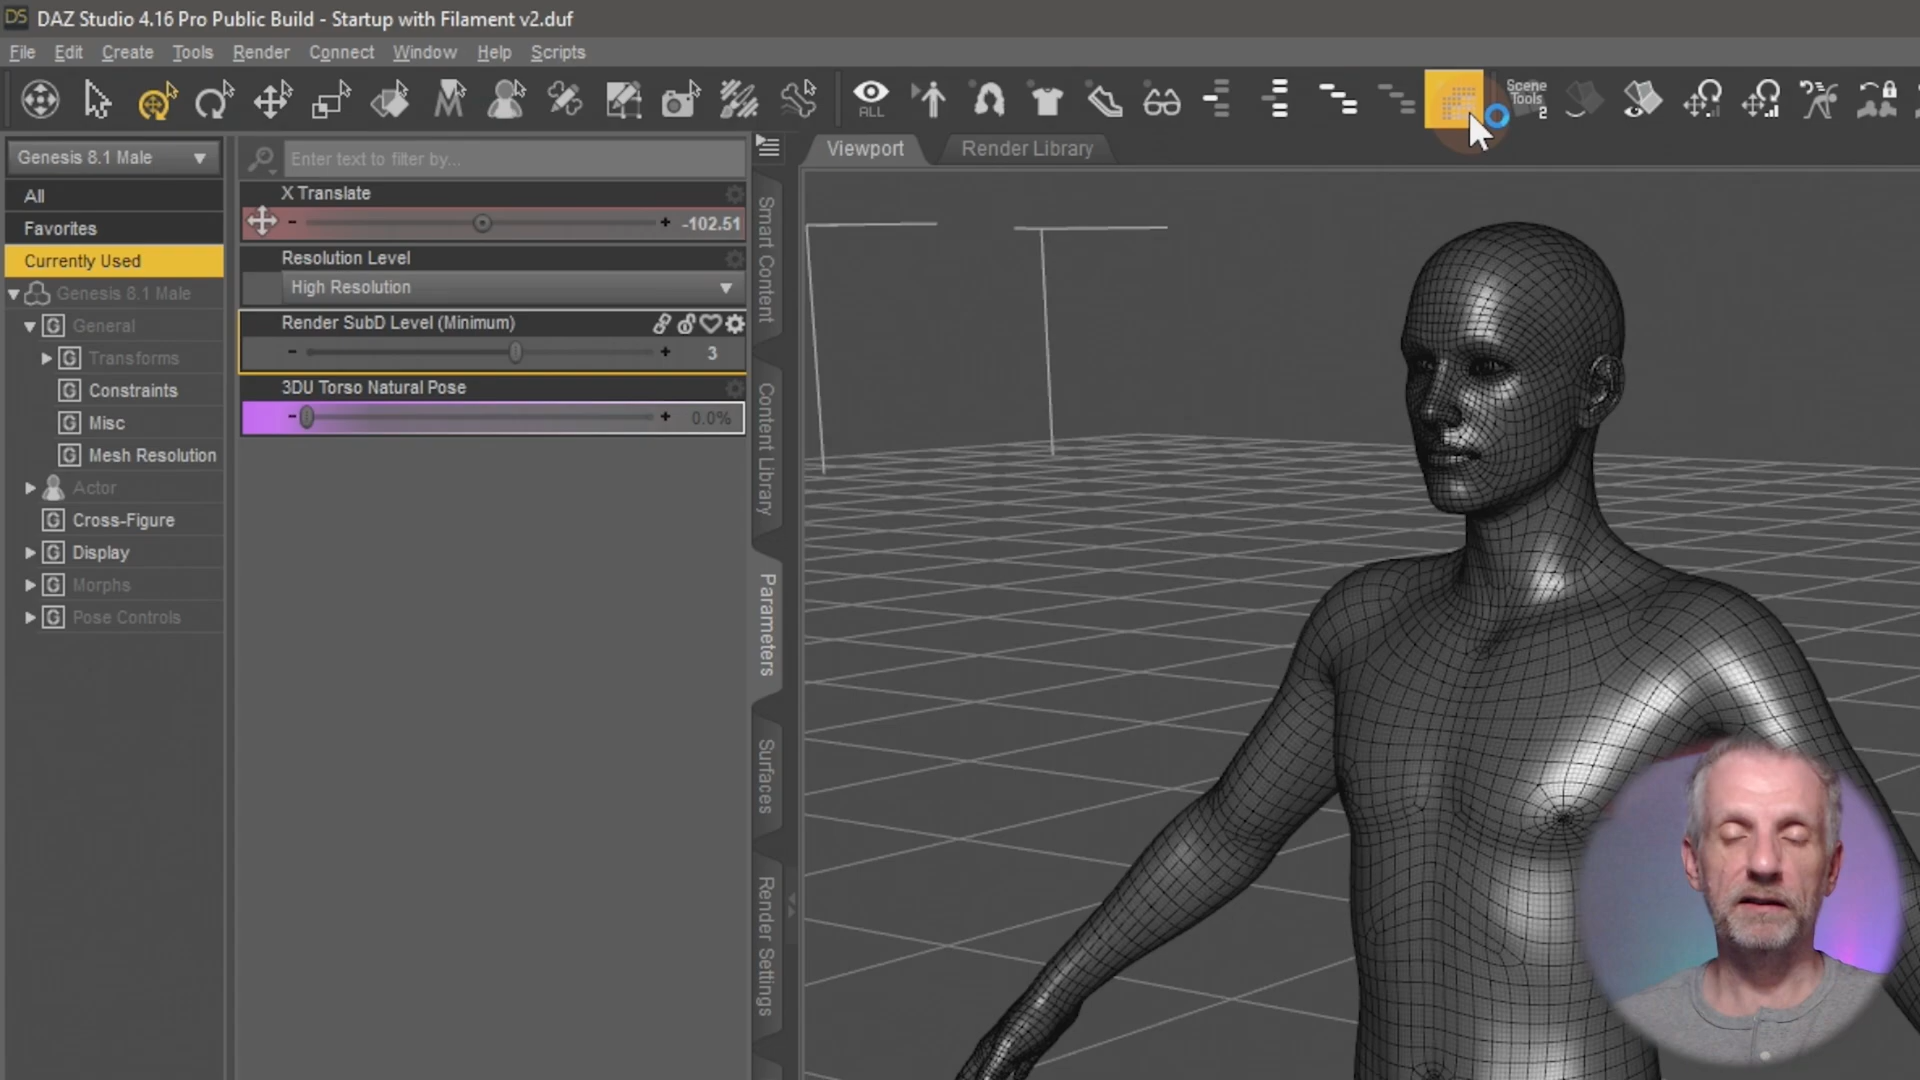 DS DAZ Studio 4.16 Pro Public Build - Startup with Filament v2.duf
File Edit Create Tools Render Connect Window Help Scripts
ALL
Scene
Tools
2
Genesis 8.1 Male
All
Favorites
Currently Used
Genesis 8.1 Male
G General
G Transforms
G Constraints
G Misc
G Mesh Resolution
Actor
G Cross-Figure
G Display
G Morphs
G Pose Controls
Enter text to filter by...
X Translate
- + -102.51
Resolution Level
High Resolution
Render SubD Level (Minimum)
- + 3
3DU Torso Natural Pose
- + 0.0%
Smart Content
Content Library
Parameters
Surfaces
Render Settings
Viewport
Render Library